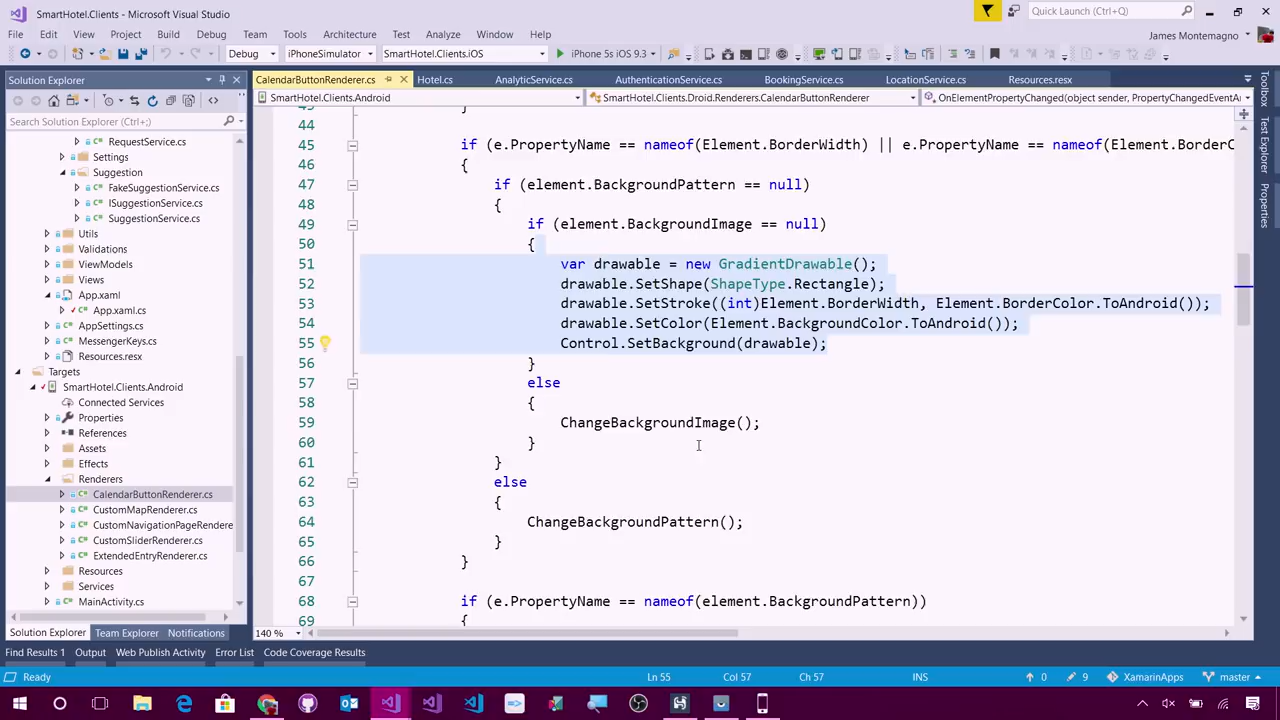 SmartHotel.Clients - Microsoft Visual Studio
Quick Launch (Ctrl+Q)
File Edit View Project Build Debug Team Tools Architecture Test Analyze Window Help
James Montemagno
Debug iPhoneSimulator SmartHotel.Clients.iOS iPhone 5s iOS 9.3
Solution Explorer
CalendarButtonRenderer.cs Hotel.cs AnalyticService.cs AuthenticationService.cs BookingService.cs LocationService.cs Resources.resx
SmartHotel.Clients.Android SmartHotel.Clients.Droid.Renderers.CalendarButtonRenderer OnElementPropertyChanged(object sender, PropertyChangedEventAr
Search Solution Explorer (Ctrl+;)
RequestService.cs
Settings
Suggestion
FakeSuggestionService.cs
ISuggestionService.cs
SuggestionService.cs
Utils
Validations
ViewModels
Views
App.xaml
App.xaml.cs
AppSettings.cs
MessengerKeys.cs
Resources.resx
Targets
SmartHotel.Clients.Android
Connected Services
Properties
References
Assets
Effects
Renderers
CalendarButtonRenderer.cs
CustomMapRenderer.cs
CustomNavigationPageRendere
CustomSliderRenderer.cs
ExtendedEntryRenderer.cs
Resources
Services
MainActivity.cs
43 }
44
45 if (e.PropertyName == nameof(Element.BorderWidth) || e.PropertyName == nameof(Element.BorderC
46 {
47 if (element.BackgroundPattern == null)
48 {
49 if (element.BackgroundImage == null)
50 {
51 var drawable = new GradientDrawable();
52 drawable.SetShape(ShapeType.Rectangle);
53 drawable.SetStroke((int)Element.BorderWidth, Element.BorderColor.ToAndroid());
54 drawable.SetColor(Element.BackgroundColor.ToAndroid());
55 Control.SetBackground(drawable);
56 }
57 else
58 {
59 ChangeBackgroundImage();
60 }
61 }
62 else
63 {
64 ChangeBackgroundPattern();
65 }
66 }
67
68 if (e.PropertyName == nameof(element.BackgroundPattern))
69 {
Toolbox
Test Explorer
Properties
140 %
Solution Explorer Team Explorer Notifications
Find Results 1 Output Web Publish Activity Error List Code Coverage Results
Ready Ln 55 Col 57 Ch 57 INS 0 9 XamarinApps master